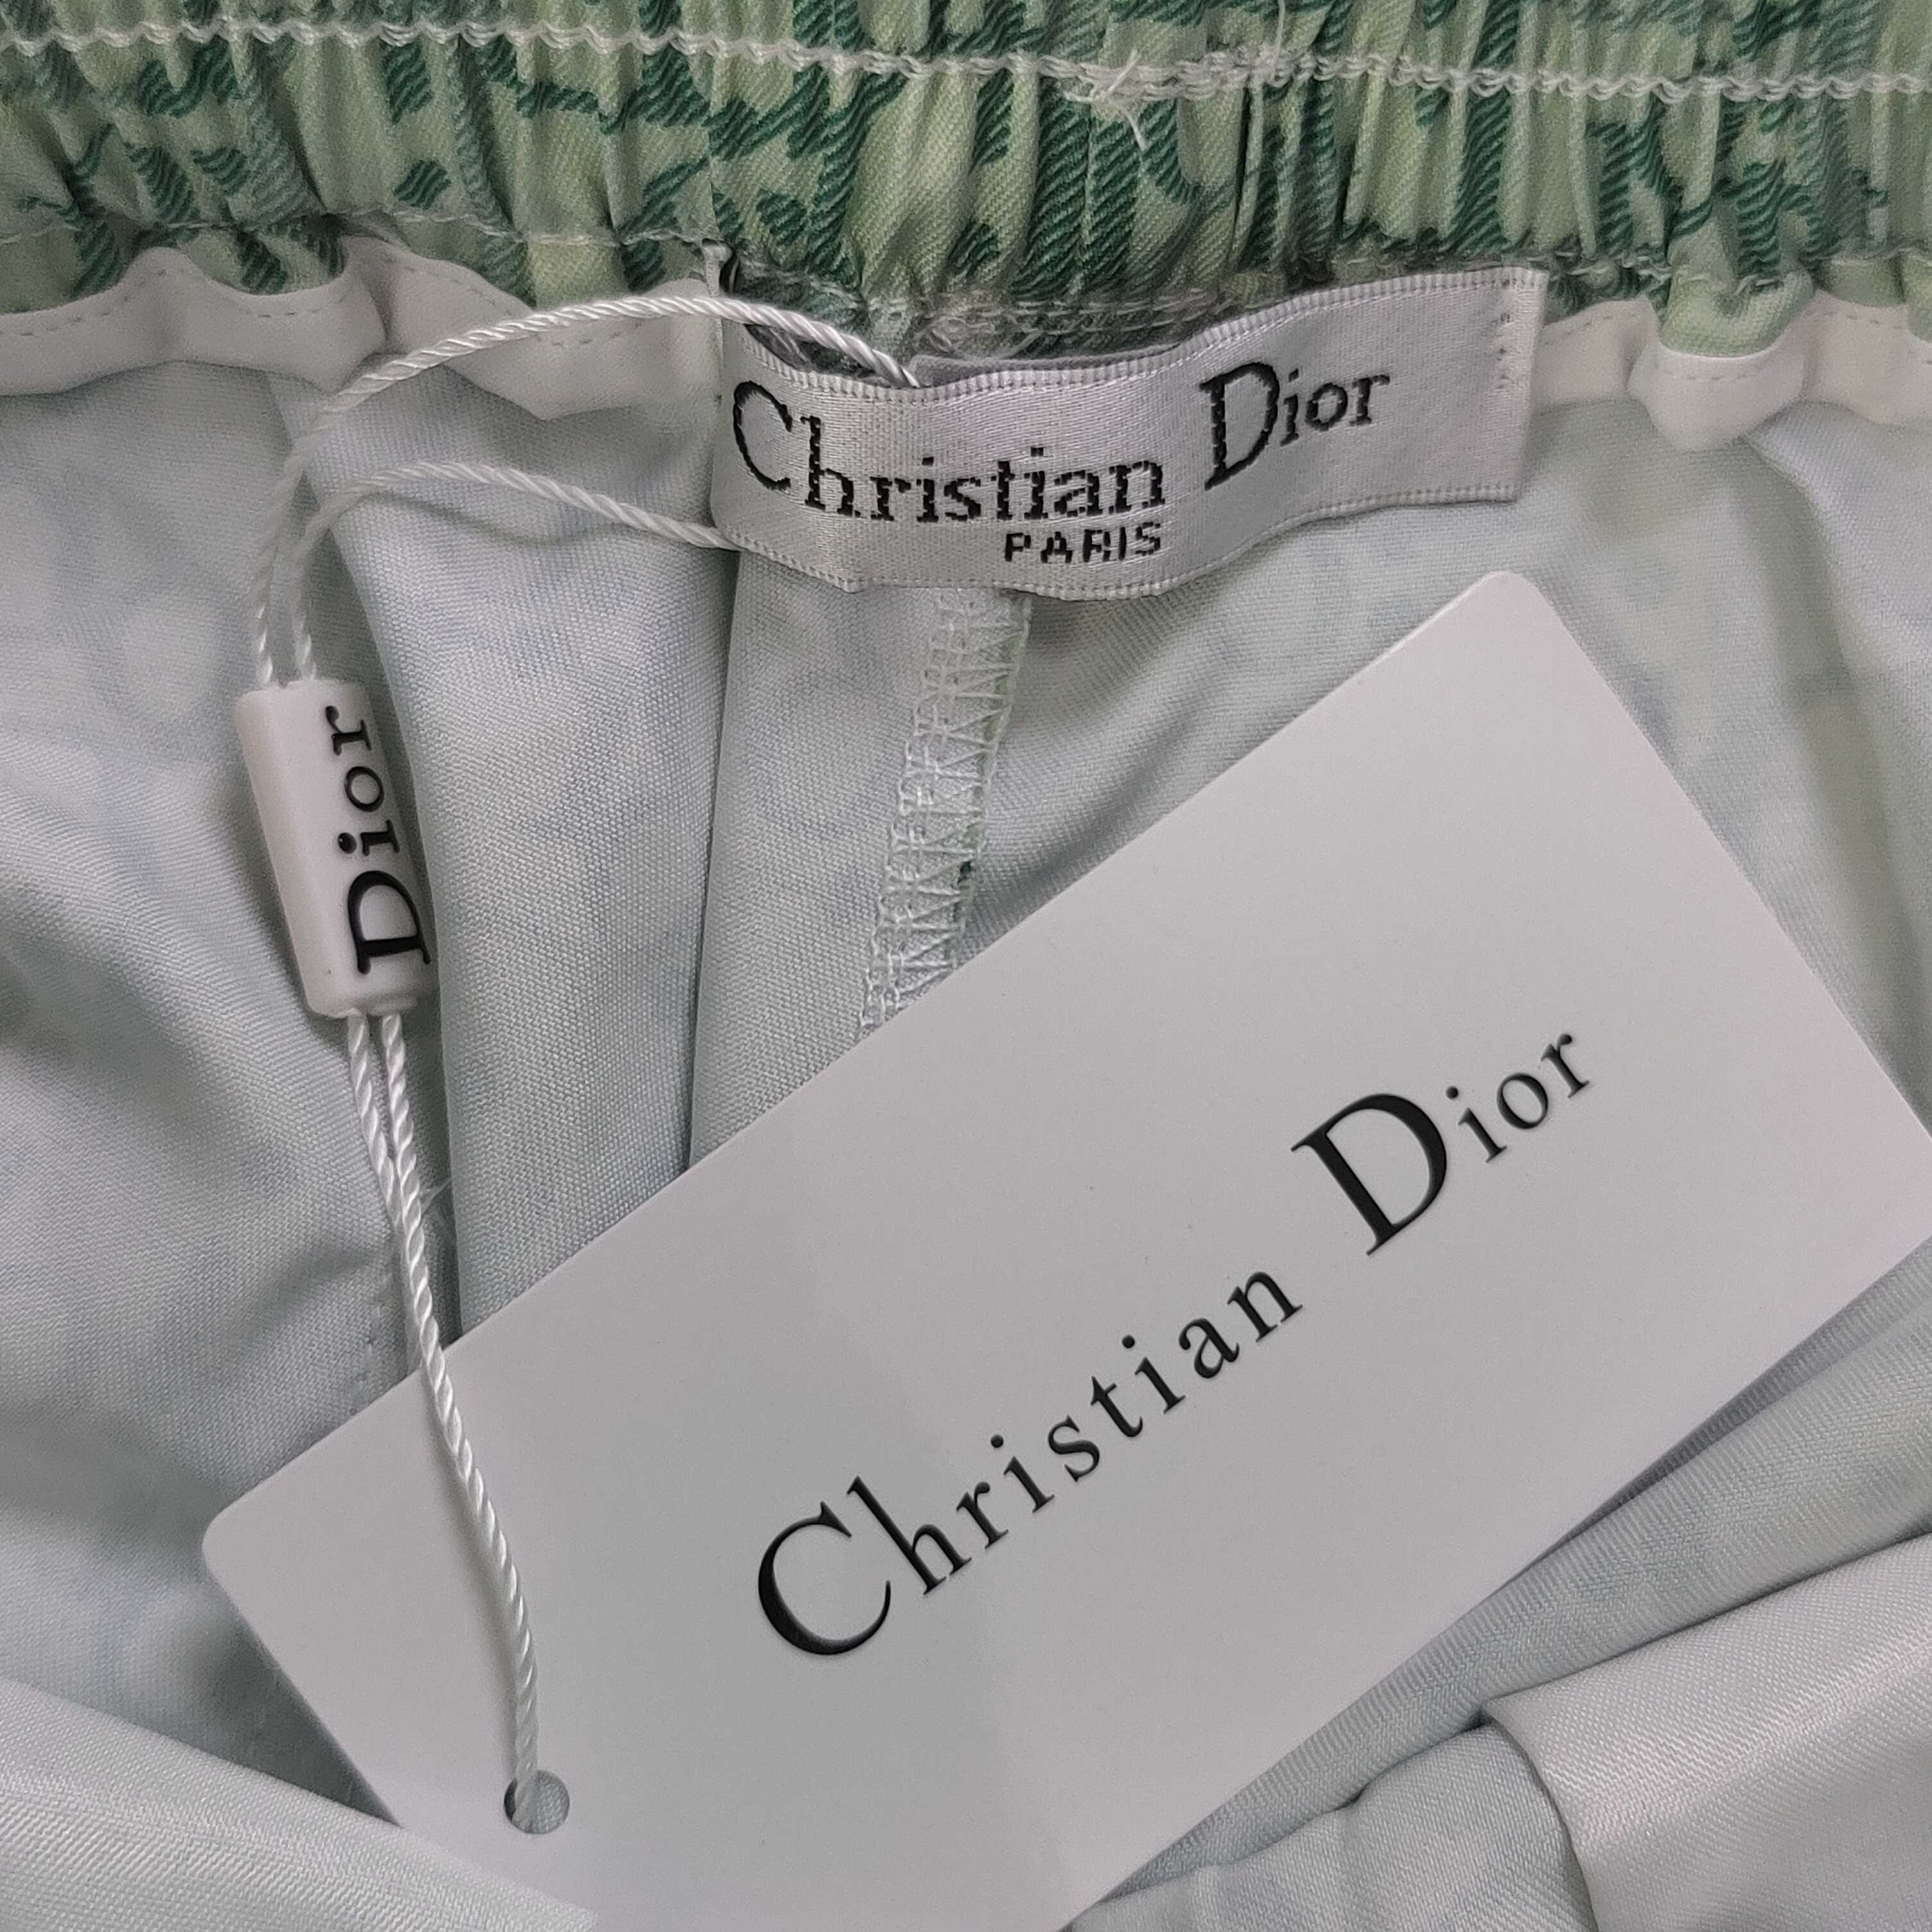 Christian Dior
PARIS
Dior
Christian Dior